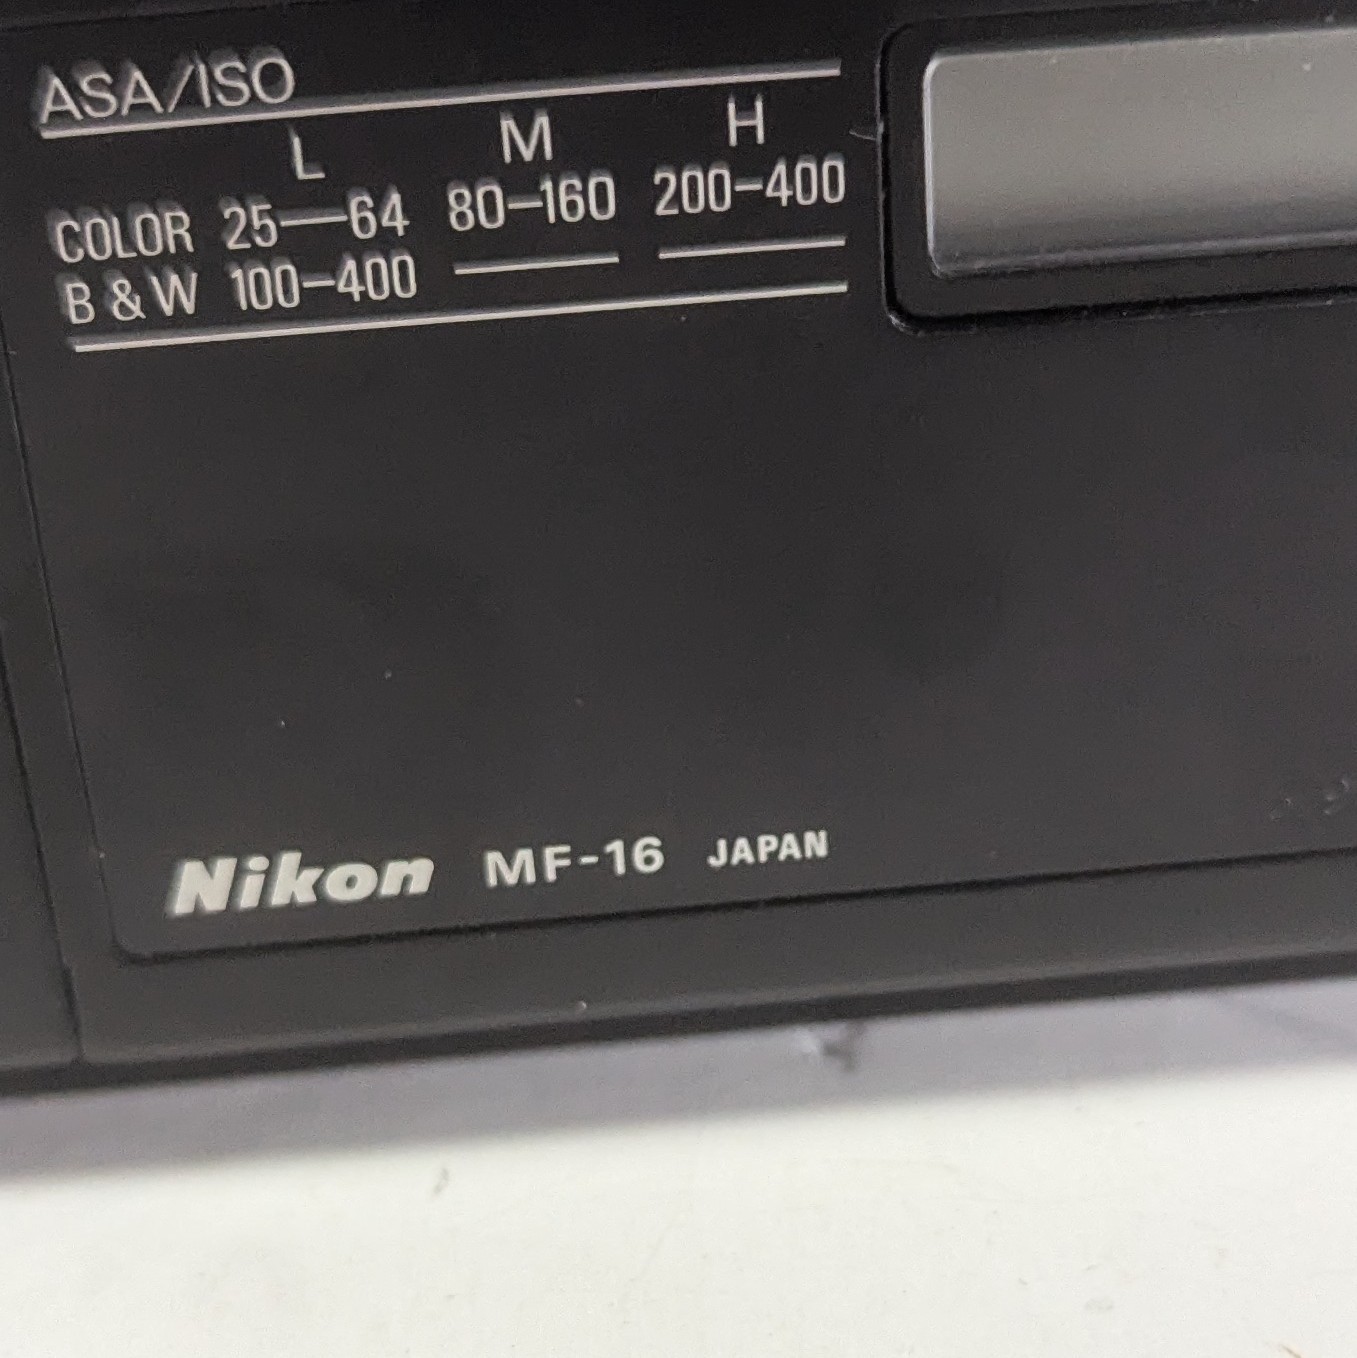 ASA/ISO
L M H
COLOR 25—64 80—160 200—400
B & W 100—400
Nikon MF-16 JAPAN